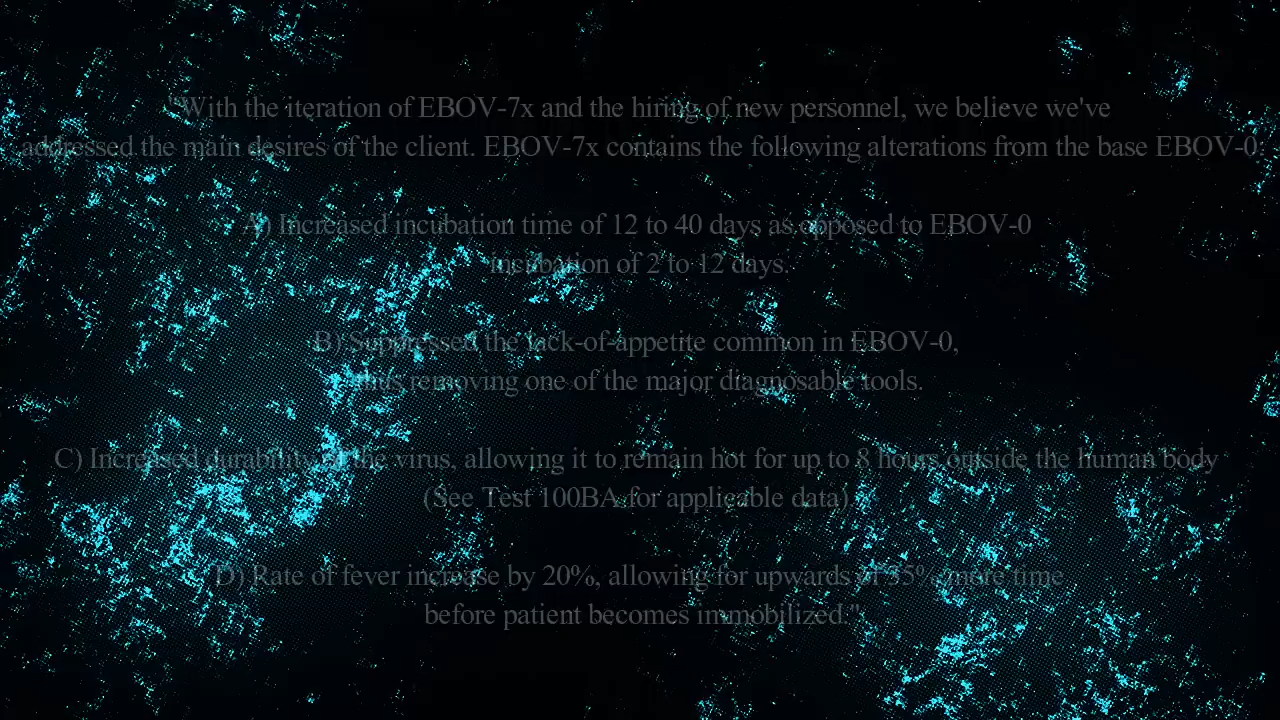 "With the iteration of EBOV-7x and the hiring of new personnel, we believe we've
addressed the main desires of the client. EBOV-7x contains the following alterations from the base EBOV-0:
A) Increased incubation time of 12 to 40 days as opposed to EBOV-0
incubation of 2 to 12 days.
B) Suppressed the lack-of-appetite common in EBOV-0,
thus removing one of the major diagnosable tools.
C) Increased durability of the virus, allowing it to remain hot for up to 8 hours outside the human body
(See Test 100BA for applicable data).
D) Rate of fever increase by 20%, allowing for upwards of 35% more time
before patient becomes immobilized."